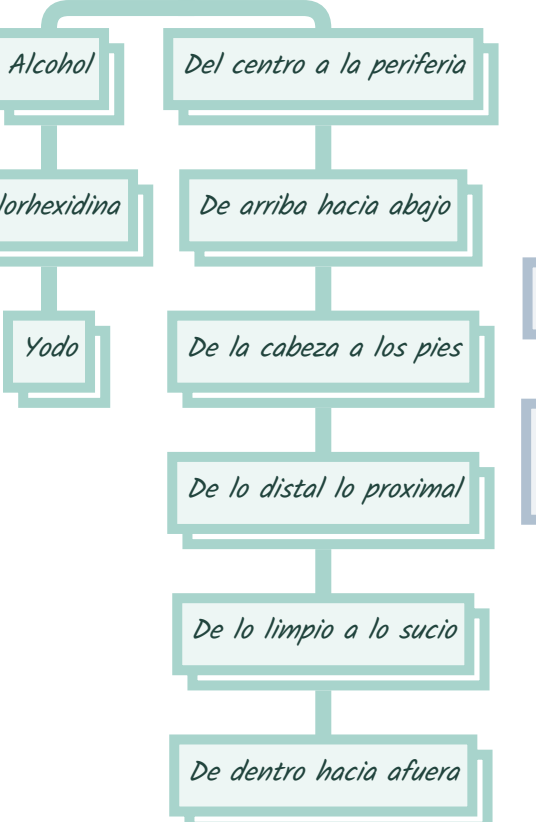 Alcohol
lorhexidina
Yodo
Del centro a la periferia
De arriba hacia abajo
De la cabeza a los pies
De lo distal lo proximal
De lo limpio a lo sucio
De dentro hacia afuera